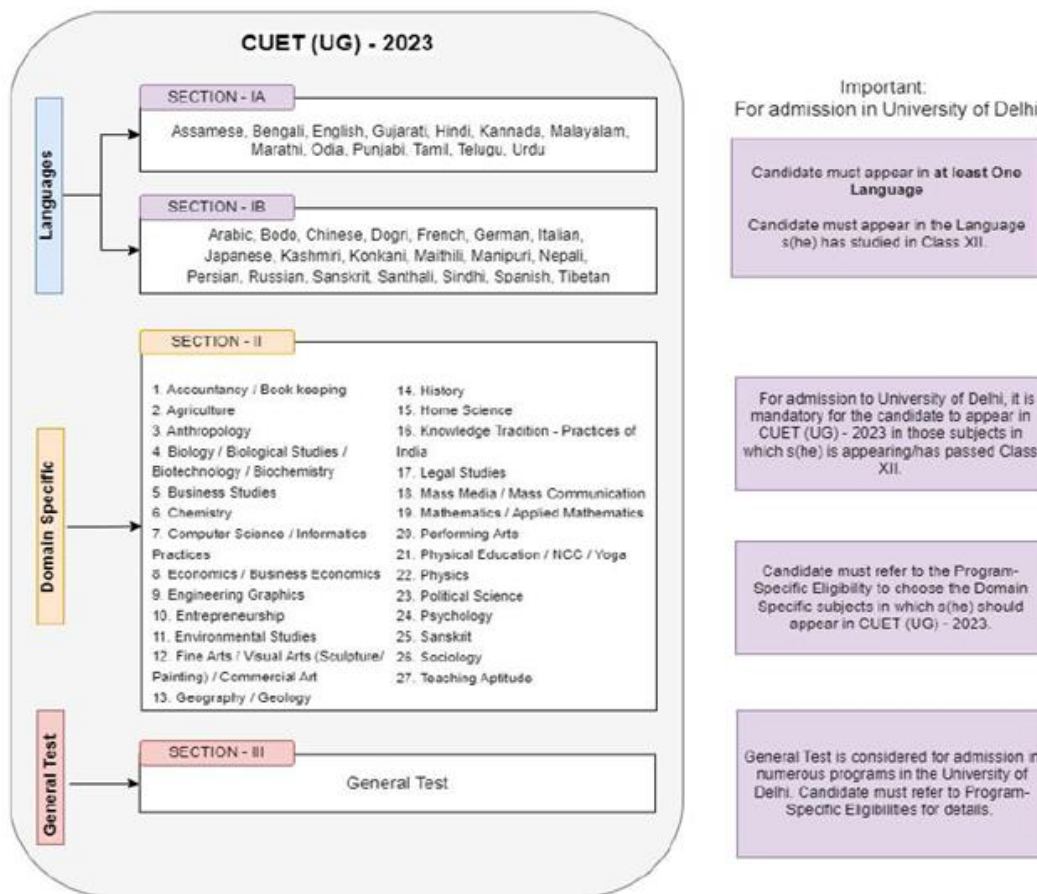 CUET (UG) - 2023
Languages
SECTION - IA
Assamese, Bengali, English, Gujarati, Hindi, Kannada, Malayalam,
Marathi, Odia, Punjabi, Tamil, Telugu, Urdu
SECTION - IB
Arabic, Bodo, Chinese, Dogri, French, German, Italian,
Japanese, Kashmiri, Konkani, Maithili, Manipuri, Nepali,
Persian, Russian, Sanskrit, Santhali, Sindhi, Spanish, Tibetan
Domain Specific
SECTION - II
1. Accountancy / Book keeping
2. Agriculture
3. Anthropology
4. Biology / Biological Studies /
Biotechnology / Biochemistry
5. Business Studies
6. Chemistry
7. Computer Science / Informatics
Practices
8. Economics / Business Economics
9. Engineering Graphics
10. Entrepreneurship
11. Environmental Studies
12. Fine Arts / Visual Arts (Sculpture/
Painting) / Commercial Art
13. Geography / Geology
14. History
15. Home Science
16. Knowledge Tradition - Practices of
India
17. Legal Studies
18. Mass Media / Mass Communication
19. Mathematics / Applied Mathematics
20. Performing Arts
21. Physical Education / NCC / Yoga
22. Physics
23. Political Science
24. Psychology
25. Sanskrit
26. Sociology
27. Teaching Aptitude
General Test
SECTION - III
General Test
Important:
For admission in University of Delhi
Candidate must appear in at least One
Language
Candidate must appear in the Language
s(he) has studied in Class XII.
For admission to University of Delhi, it is
mandatory for the candidate to appear in
CUET (UG) - 2023 in those subjects in
which s(he) is appearing/has passed Class
XII.
Candidate must refer to the Program-
Specific Eligibility to choose the Domain
Specific subjects in which s(he) should
appear in CUET (UG) - 2023.
General Test is considered for admission in
numerous programs in the University of
Delhi. Candidate must refer to Program-
Specific Eligibilities for details.